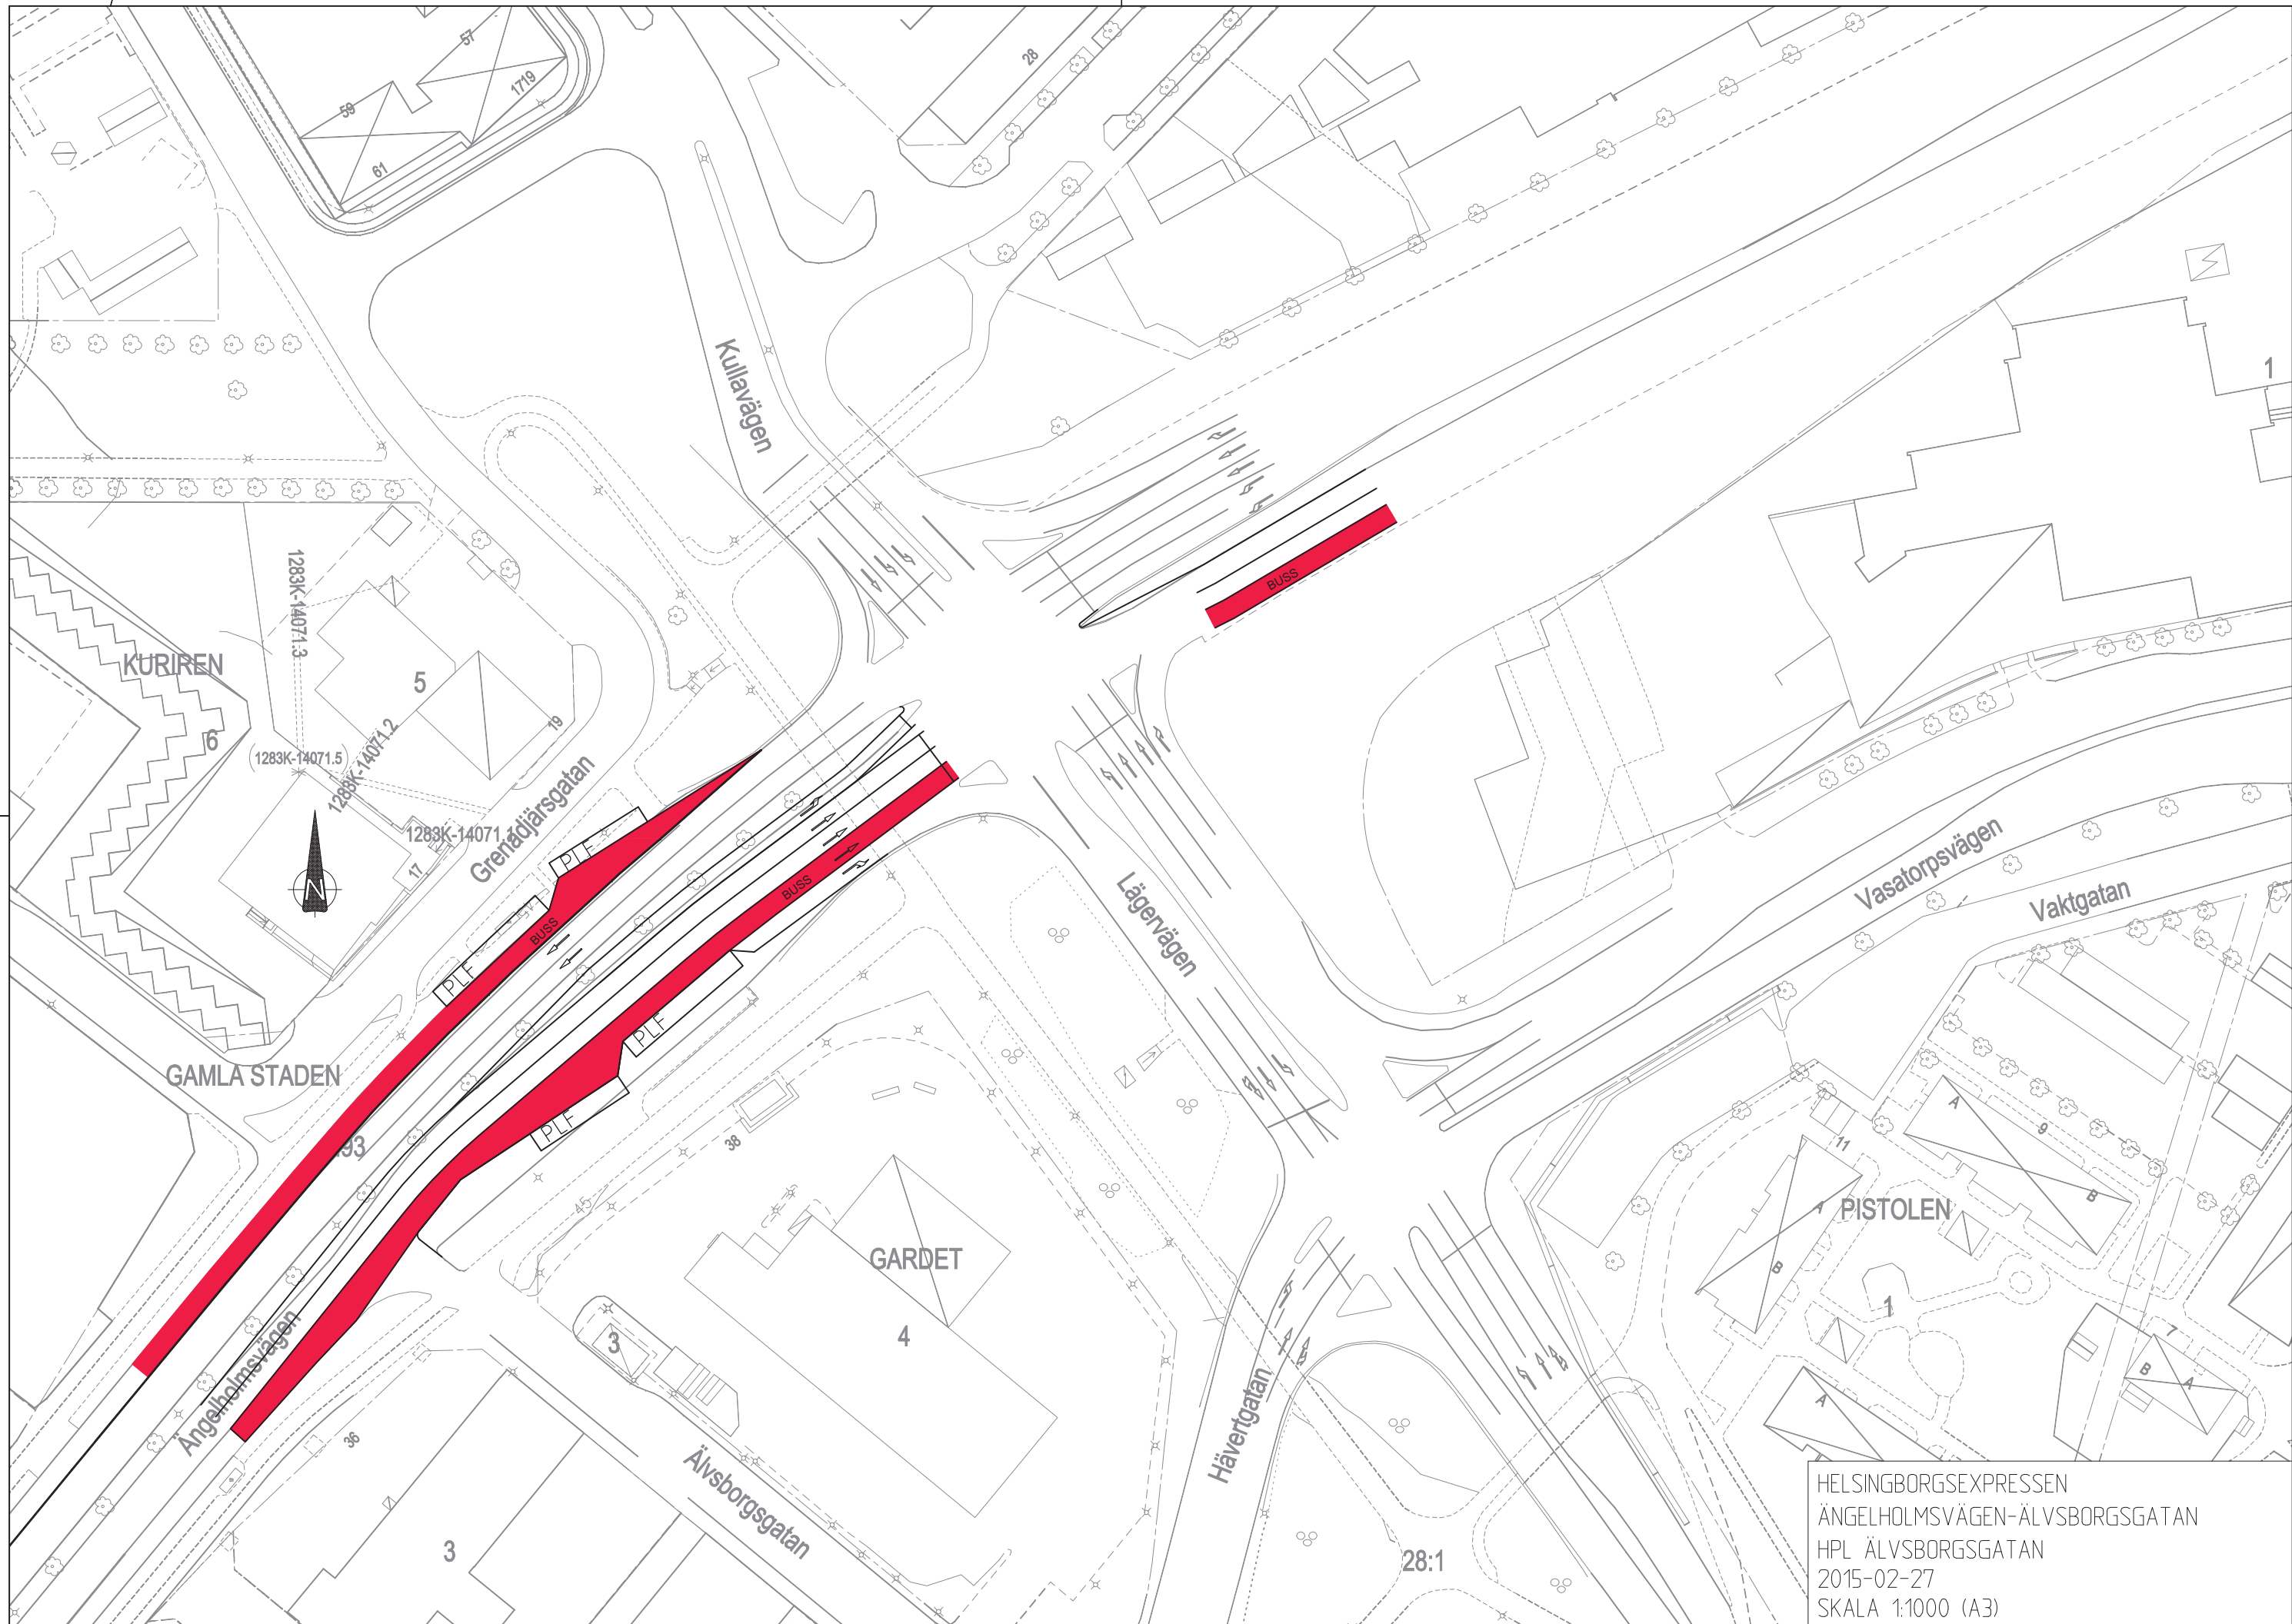 57
1719
59
61
28
Kullavägen
1
1283K-14071.3
BUSS
KURIREN
5
6
19
(1283K-14071.5)
1283K-14071.2
1283K-14071.1
Grenadjärsgatan
17
N
PLF
BUSS
PLF
BUSS
PLF
PLF
Lägervägen
Vasatorpsvägen
Vaktgatan
GAMLA STADEN
93
38
45
GARDET
4
3
Ängelholmsvägen
36
Älvsborgsgatan
3
Hävertgatan
28:1
A
9
B
11
A
B
PISTOLEN
1
7
B
A
A
HELSINGBORGSEXPRESSEN
ÄNGELHOLMSVÄGEN-ÄLVSBORGSGATAN
HPL ÄLVSBORGSGATAN
2015-02-27
SKALA 1:1000 (A3)